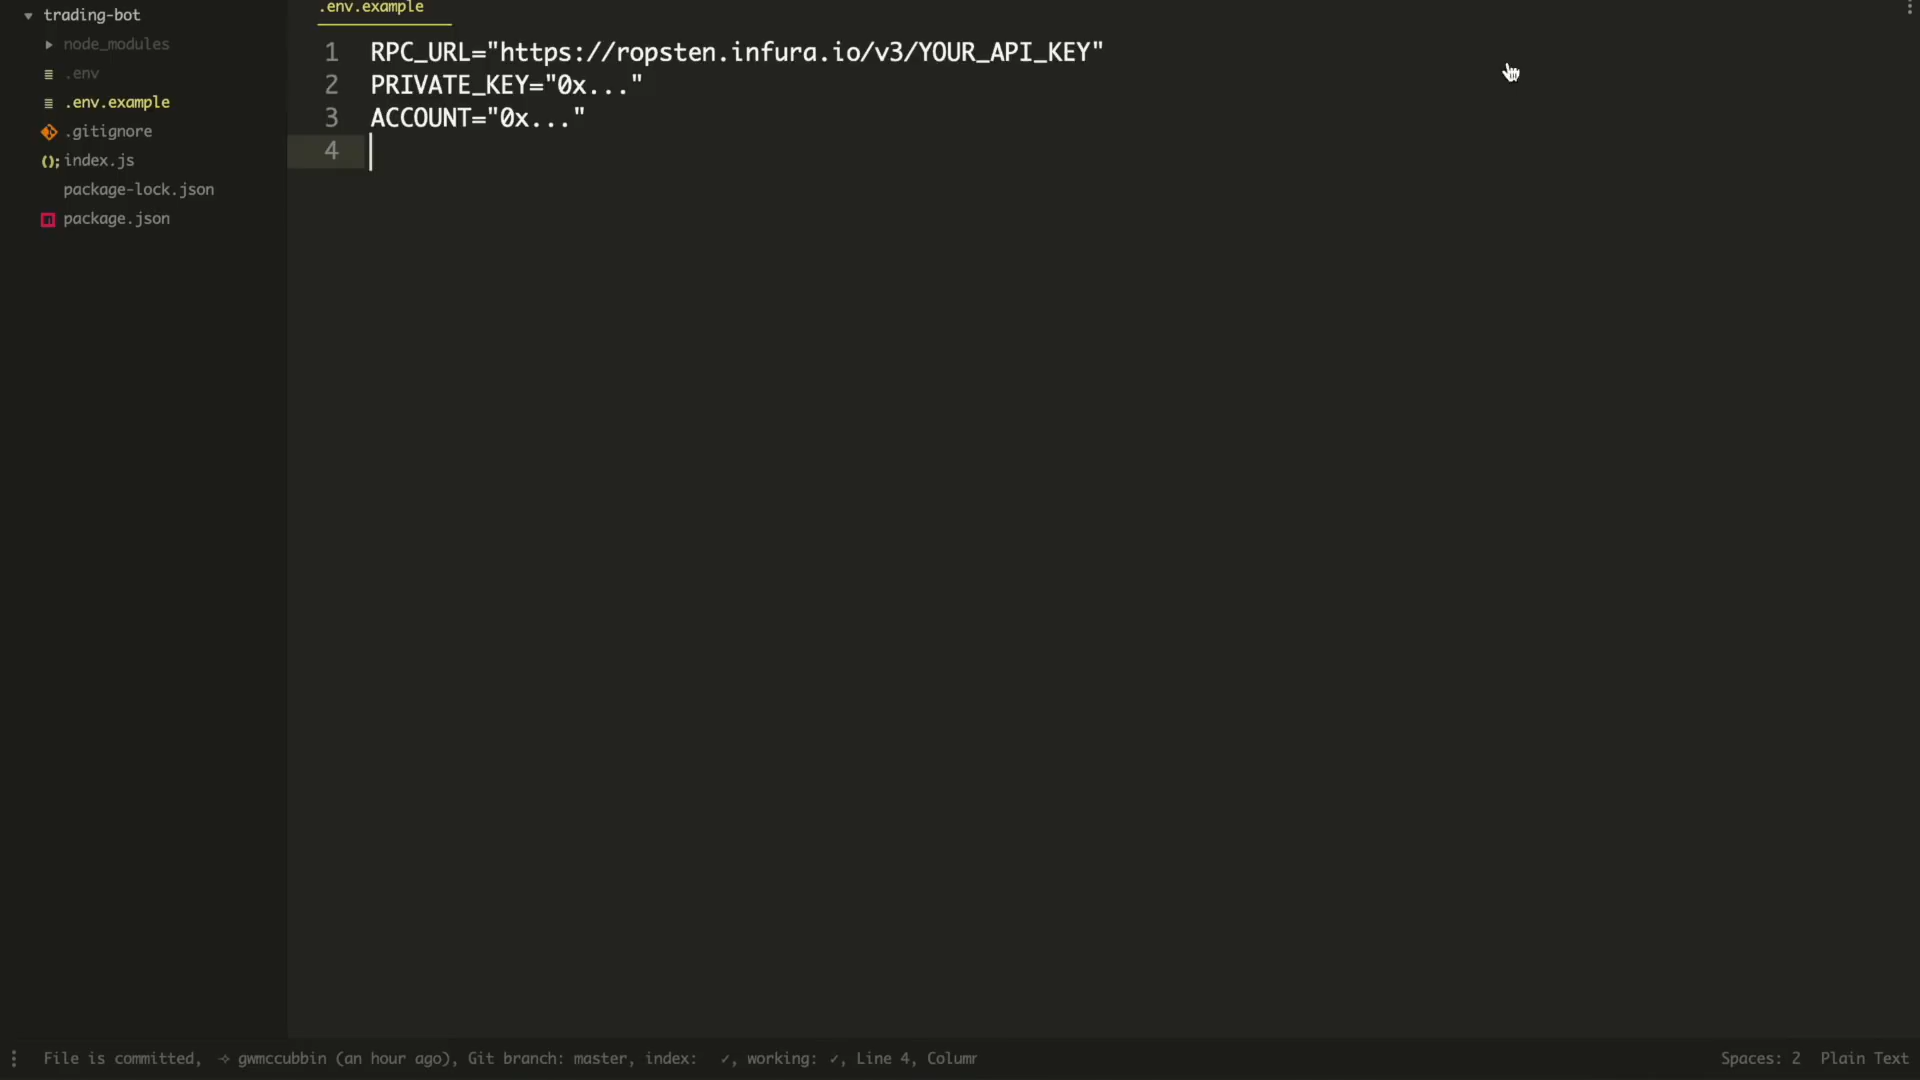 trading-bot
node_modules
.env
.env.example
.gitignore
index.js
package-lock.json
package.json
.env.example
1 RPC_URL="https://ropsten.infura.io/v3/YOUR_API_KEY"
2 PRIVATE_KEY="0x..."
3 ACCOUNT="0x..."
4
File is committed, → gwmccubbin (an hour ago), Git branch: master, index: ✓, working: ✓, Line 4, Column
Spaces: 2 Plain Text